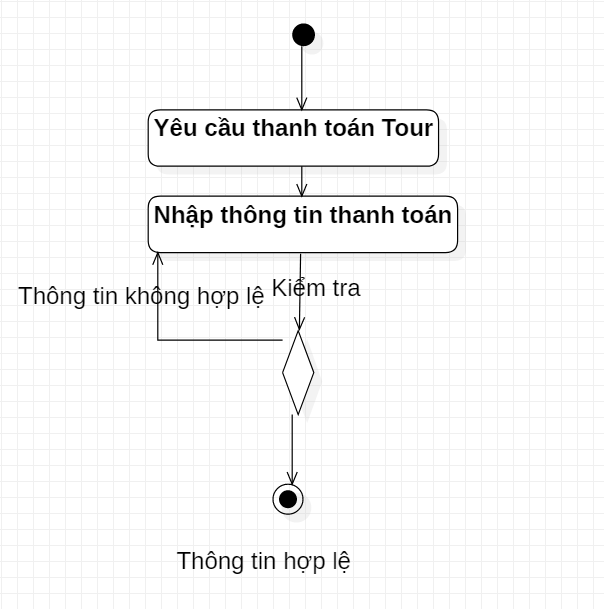 Yêu cầu thanh toán Tour
Nhập thông tin thanh toán
Kiểm tra
Thông tin không hợp lệ
Thông tin hợp lệ